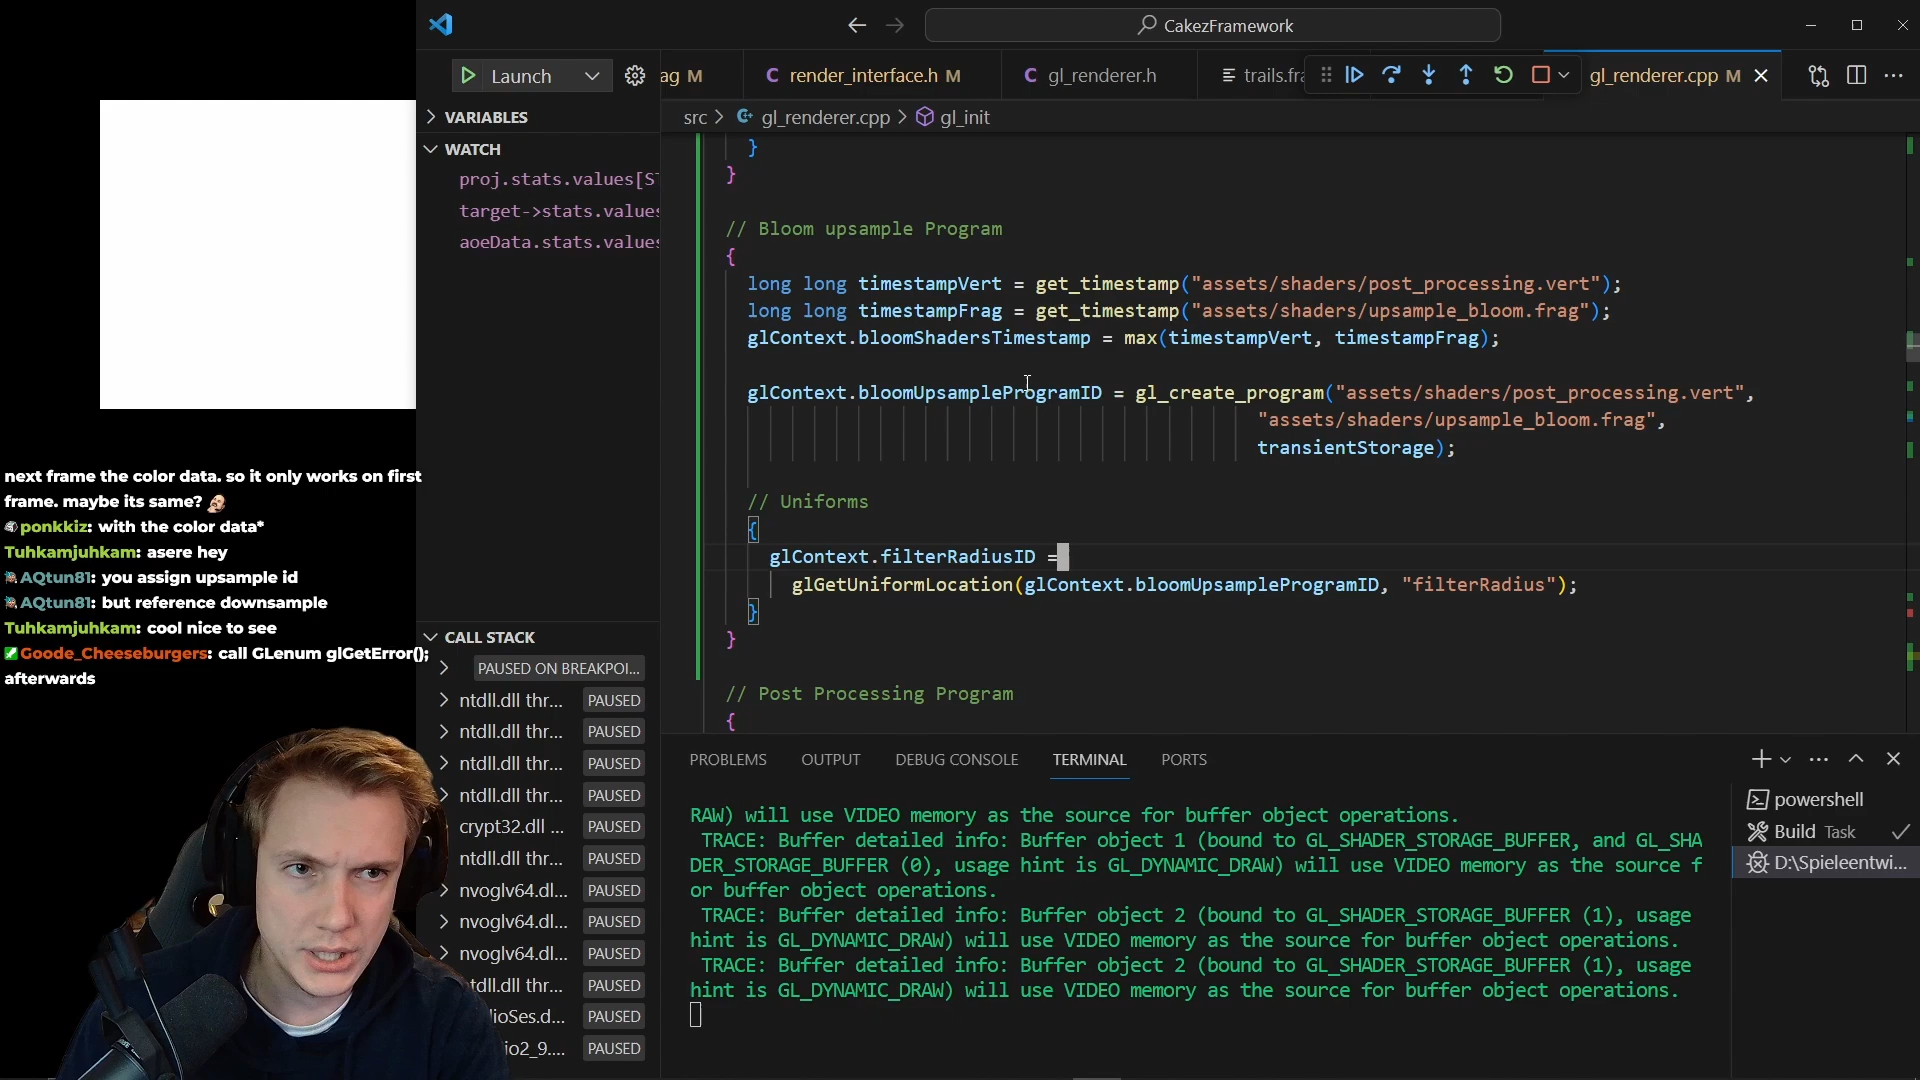 CakezFramework
Launch
ag M
render_interface.h M
gl_renderer.h
trails.fra
gl_renderer.cpp M
src > gl_renderer.cpp > gl_init
VARIABLES
WATCH
proj.stats.values[ST
target->stats.values
aoeData.stats.values
}
}
// Bloom upsample Program
{
long long timestampVert = get_timestamp("assets/shaders/post_processing.vert");
long long timestampFrag = get_timestamp("assets/shaders/upsample_bloom.frag");
glContext.bloomShadersTimestamp = max(timestampVert, timestampFrag);
glContext.bloomUpsampleProgramID = gl_create_program("assets/shaders/post_processing.vert",
"assets/shaders/upsample_bloom.frag",
transientStorage);
// Uniforms
{
glContext.filterRadiusID =
glGetUniformLocation(glContext.bloomUpsampleProgramID, "filterRadius");
}
}
// Post Processing Program
{
next frame the color data. so it only works on first
frame. maybe its same?
ponkkiz: with the color data*
Tuhkamjuhkam: asere hey
AQtun81: you assign upsample id
AQtun81: but reference downsample
Tuhkamjuhkam: cool nice to see
Goode_Cheeseburgers: call GLenum glGetError();
afterwards
CALL STACK
PAUSED ON BREAKPOI...
ntdll.dll thr... PAUSED
ntdll.dll thr... PAUSED
ntdll.dll thr... PAUSED
ntdll.dll thr... PAUSED
crypt32.dll ... PAUSED
ntdll.dll thr... PAUSED
nvoglv64.dl... PAUSED
nvoglv64.dl... PAUSED
nvoglv64.dl... PAUSED
ntdll.dll thr... PAUSED
ioSes.d... PAUSED
io2_9.... PAUSED
PROBLEMS OUTPUT DEBUG CONSOLE TERMINAL PORTS
RAW) will use VIDEO memory as the source for buffer object operations.
TRACE: Buffer detailed info: Buffer object 1 (bound to GL_SHADER_STORAGE_BUFFER, and GL_SHA
DER_STORAGE_BUFFER (0), usage hint is GL_DYNAMIC_DRAW) will use VIDEO memory as the source f
or buffer object operations.
TRACE: Buffer detailed info: Buffer object 2 (bound to GL_SHADER_STORAGE_BUFFER (1), usage
hint is GL_DYNAMIC_DRAW) will use VIDEO memory as the source for buffer object operations.
TRACE: Buffer detailed info: Buffer object 2 (bound to GL_SHADER_STORAGE_BUFFER (1), usage
hint is GL_DYNAMIC_DRAW) will use VIDEO memory as the source for buffer object operations.
powershell
Build Task
D:\Spieleentwi...